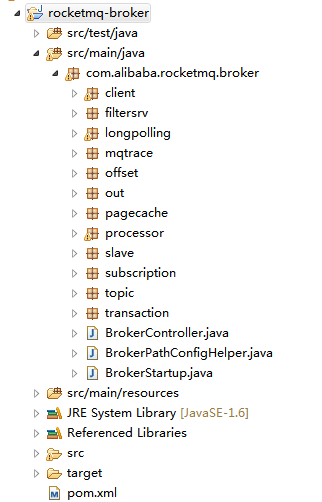 rocketmq-broker
src/test/java
src/main/java
com.alibaba.rocketmq.broker
client
filtersrv
longpolling
mqtrace
offset
out
pagecache
processor
slave
subscription
topic
transaction
BrokerController.java
BrokerPathConfigHelper.java
BrokerStartup.java
src/main/resources
JRE System Library [JavaSE-1.6]
Referenced Libraries
src
target
pom.xml